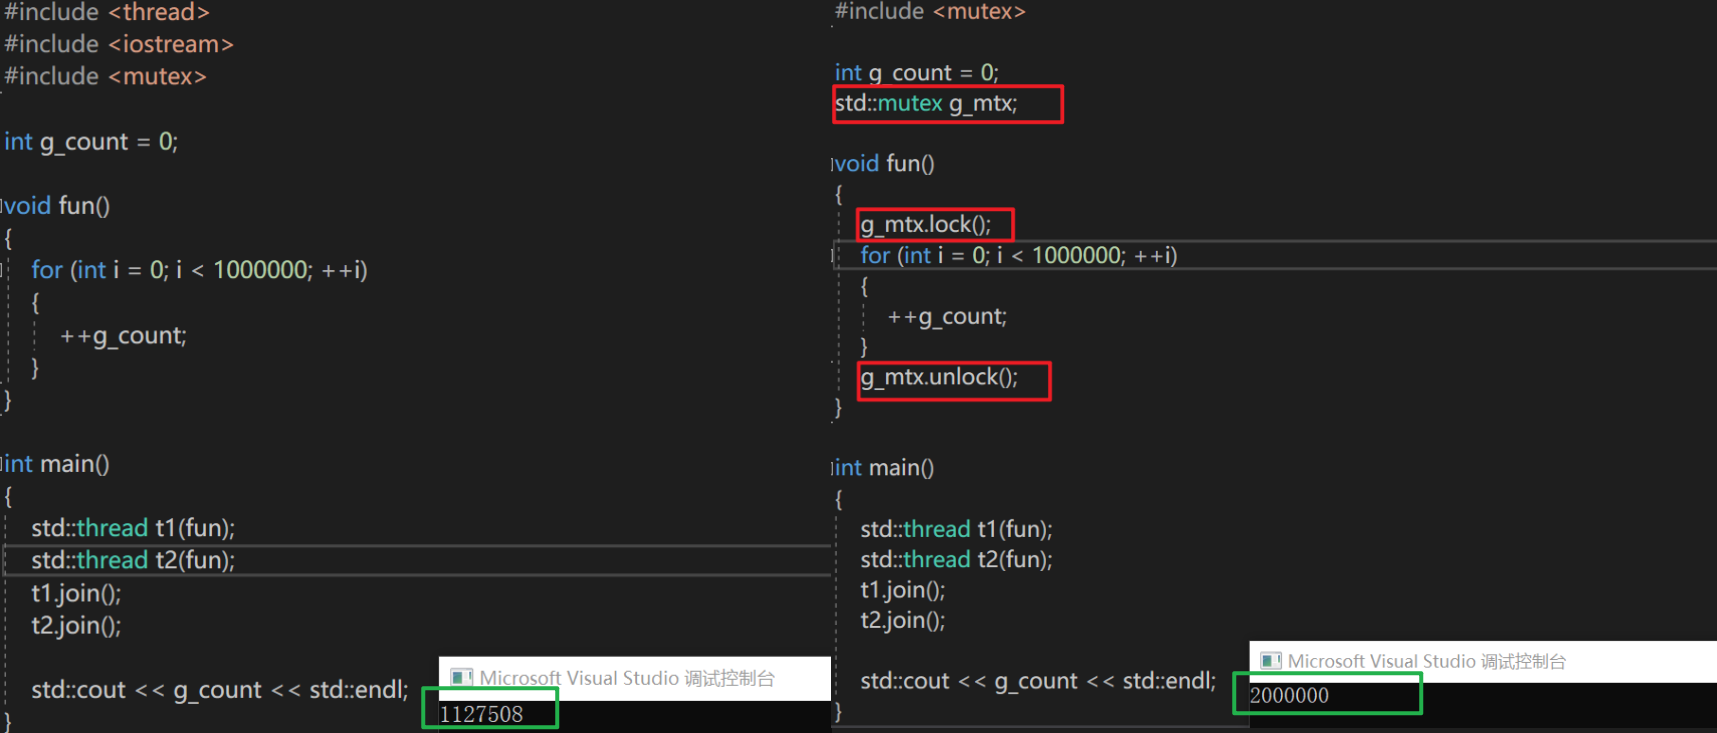 #include <thread>
#include <iostream>
#include <mutex>
int g_count = 0;
void fun()
{
for (int i = 0; i < 1000000; ++i)
{
++g_count;
}
}
int main()
{
std::thread t1(fun);
std::thread t2(fun);
t1.join();
t2.join();
std::cout << g_count << std::endl;
}
Microsoft Visual Studio 调试控制台
1127508
#include <mutex>
int g_count = 0;
std::mutex g_mtx;
void fun()
{
g_mtx.lock();
for (int i = 0; i < 1000000; ++i)
{
++g_count;
}
g_mtx.unlock();
}
int main()
{
std::thread t1(fun);
std::thread t2(fun);
t1.join();
t2.join();
std::cout << g_count << std::endl;
}
Microsoft Visual Studio 调试控制台
2000000